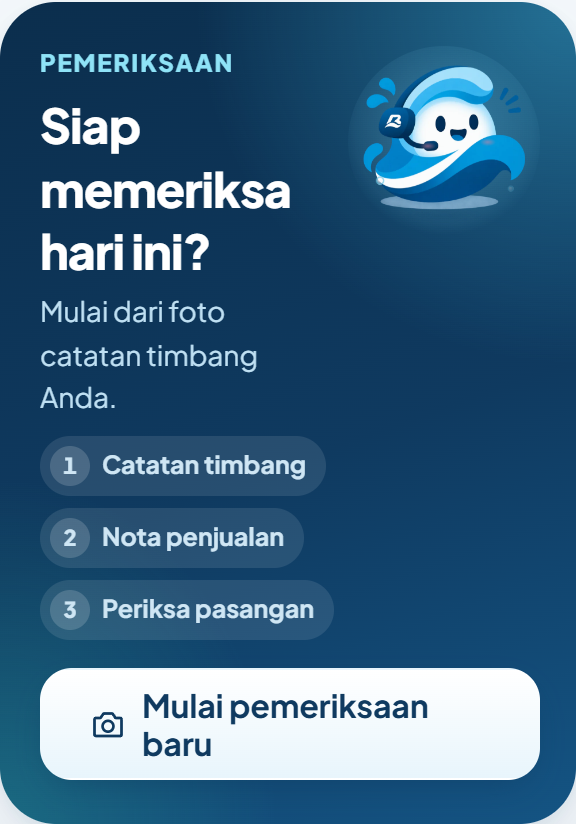 PEMERIKSAAN
Siap
memeriksa
hari ini?
Mulai dari foto
catatan timbang
Anda.
1 Catatan timbang
2 Nota penjualan
3 Periksa pasangan
Mulai pemeriksaan
baru